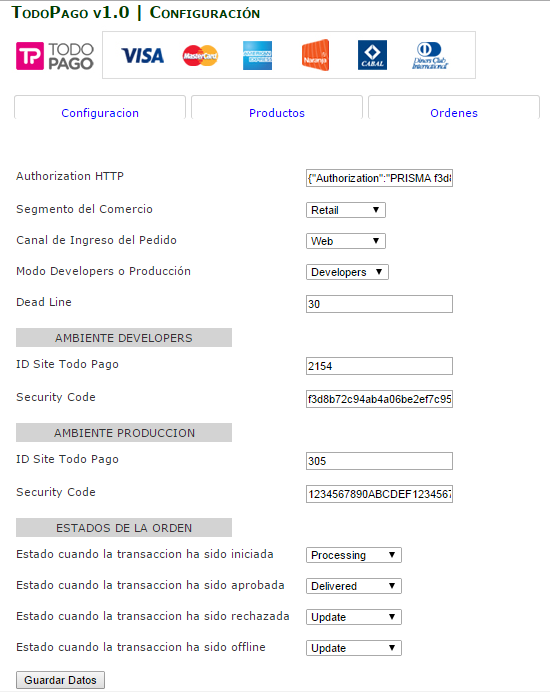 TodoPago v1.0 | Configuración
TP TODO PAGO VISA MasterCard AMERICAN EXPRESS Naranja CABAL Diners Club International
Configuracion Productos Ordenes
Authorization HTTP {"Authorization":"PRISMA f3d8
Segmento del Comercio Retail
Canal de Ingreso del Pedido Web
Modo Developers o Producción Developers
Dead Line 30
AMBIENTE DEVELOPERS
ID Site Todo Pago 2154
Security Code f3d8b72c94ab4a06be2ef7c95
AMBIENTE PRODUCCION
ID Site Todo Pago 305
Security Code 1234567890ABCDEF1234567
ESTADOS DE LA ORDEN
Estado cuando la transaccion ha sido iniciada Processing
Estado cuando la transaccion ha sido aprobada Delivered
Estado cuando la transaccion ha sido rechazada Update
Estado cuando la transaccion ha sido offline Update
Guardar Datos